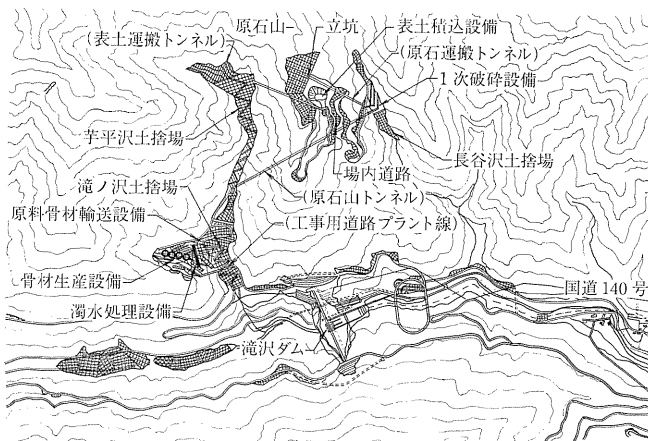 原石山
立坑
表土積込設備
(表土運搬トンネル)
(原石運搬トンネル)
1次破砕設備
芋平沢土捨場
長谷沢土捨場
場内道路
滝ノ沢土捨場
(原石山トンネル)
原料骨材輸送設備
(工事用道路プラント線)
骨材生産設備
国道140号
濁水処理設備
滝沢ダム